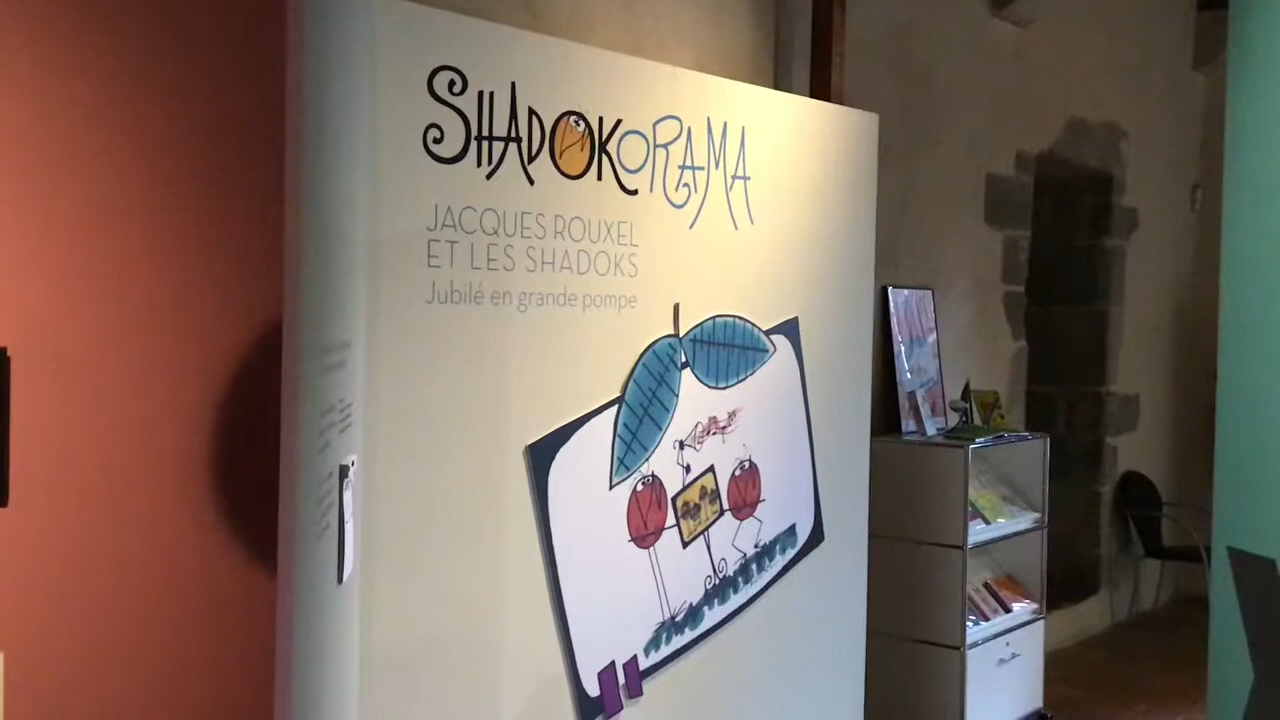 SHADOKORAMA
JACQUES ROUXEL
ET LES SHADOKS
Jubilé en grande pompe